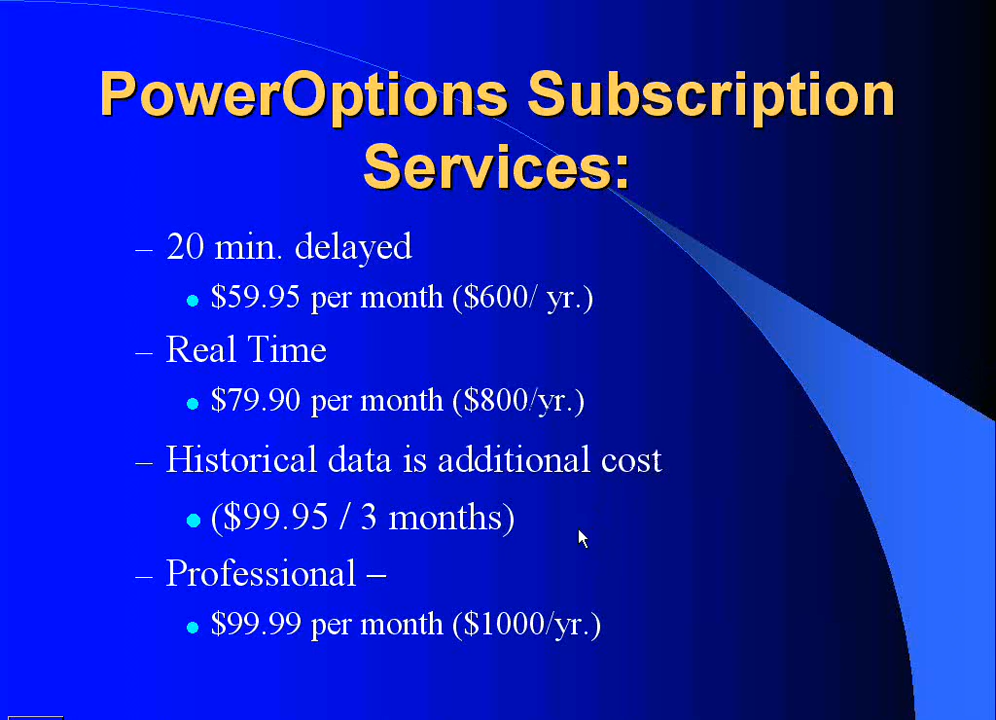 PowerOptions Subscription
Services:
– 20 min. delayed
• $59.95 per month ($600/ yr.)
– Real Time
• $79.90 per month ($800/yr.)
– Historical data is additional cost
• ($99.95 / 3 months)
– Professional –
• $99.99 per month ($1000/yr.)